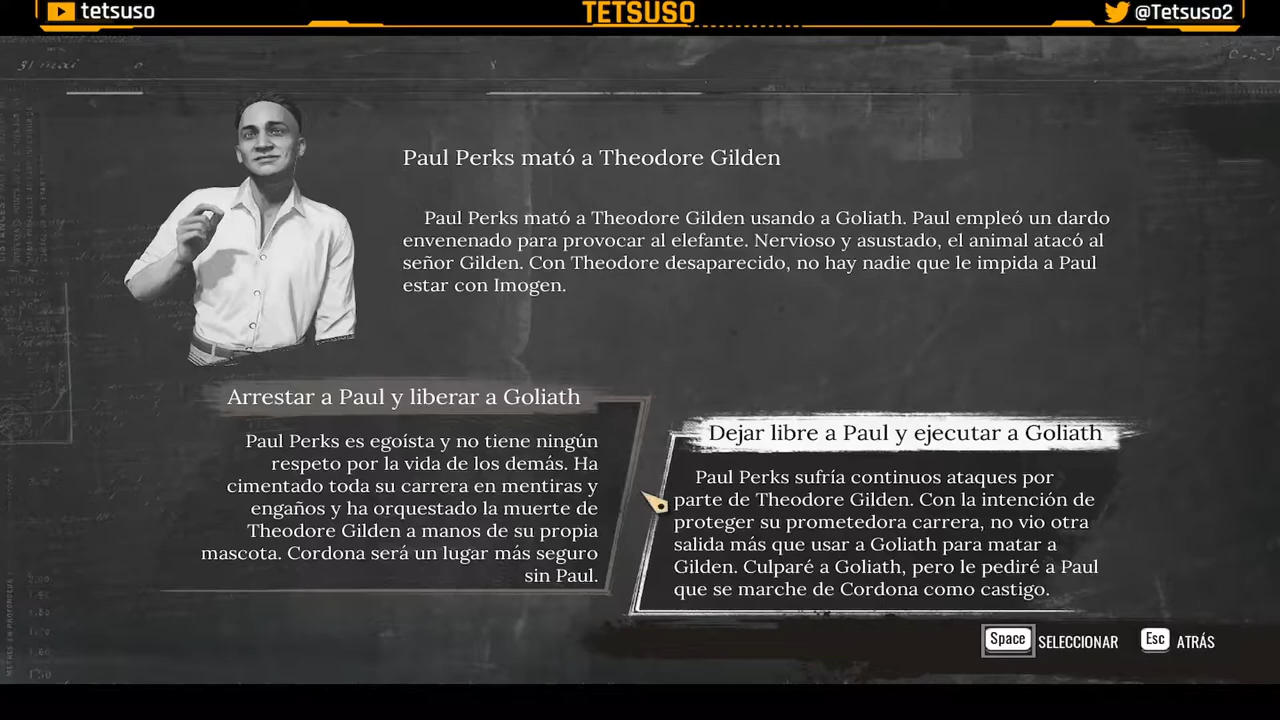 tetsuso
TETSUSO
@Tetsuso2
31 mai
Paul Perks mató a Theodore Gilden
Paul Perks mató a Theodore Gilden usando a Goliath. Paul empleó un dardo
envenenado para provocar al elefante. Nervioso y asustado, el animal atacó al
señor Gilden. Con Theodore desaparecido, no hay nadie que le impida a Paul
estar con Imogen.
Arrestar a Paul y liberar a Goliath
Paul Perks es egoísta y no tiene ningún
respeto por la vida de los demás. Ha
cimentado toda su carrera en mentiras y
engaños y ha orquestado la muerte de
Theodore Gilden a manos de su propia
mascota. Cordona será un lugar más seguro
sin Paul.
Dejar libre a Paul y ejecutar a Goliath
Paul Perks sufría continuos ataques por
parte de Theodore Gilden. Con la intención de
proteger su prometedora carrera, no vio otra
salida más que usar a Goliath para matar a
Gilden. Culparé a Goliath, pero le pediré a Paul
que se marche de Cordona como castigo.
Space SELECCIONAR Esc ATRÁS